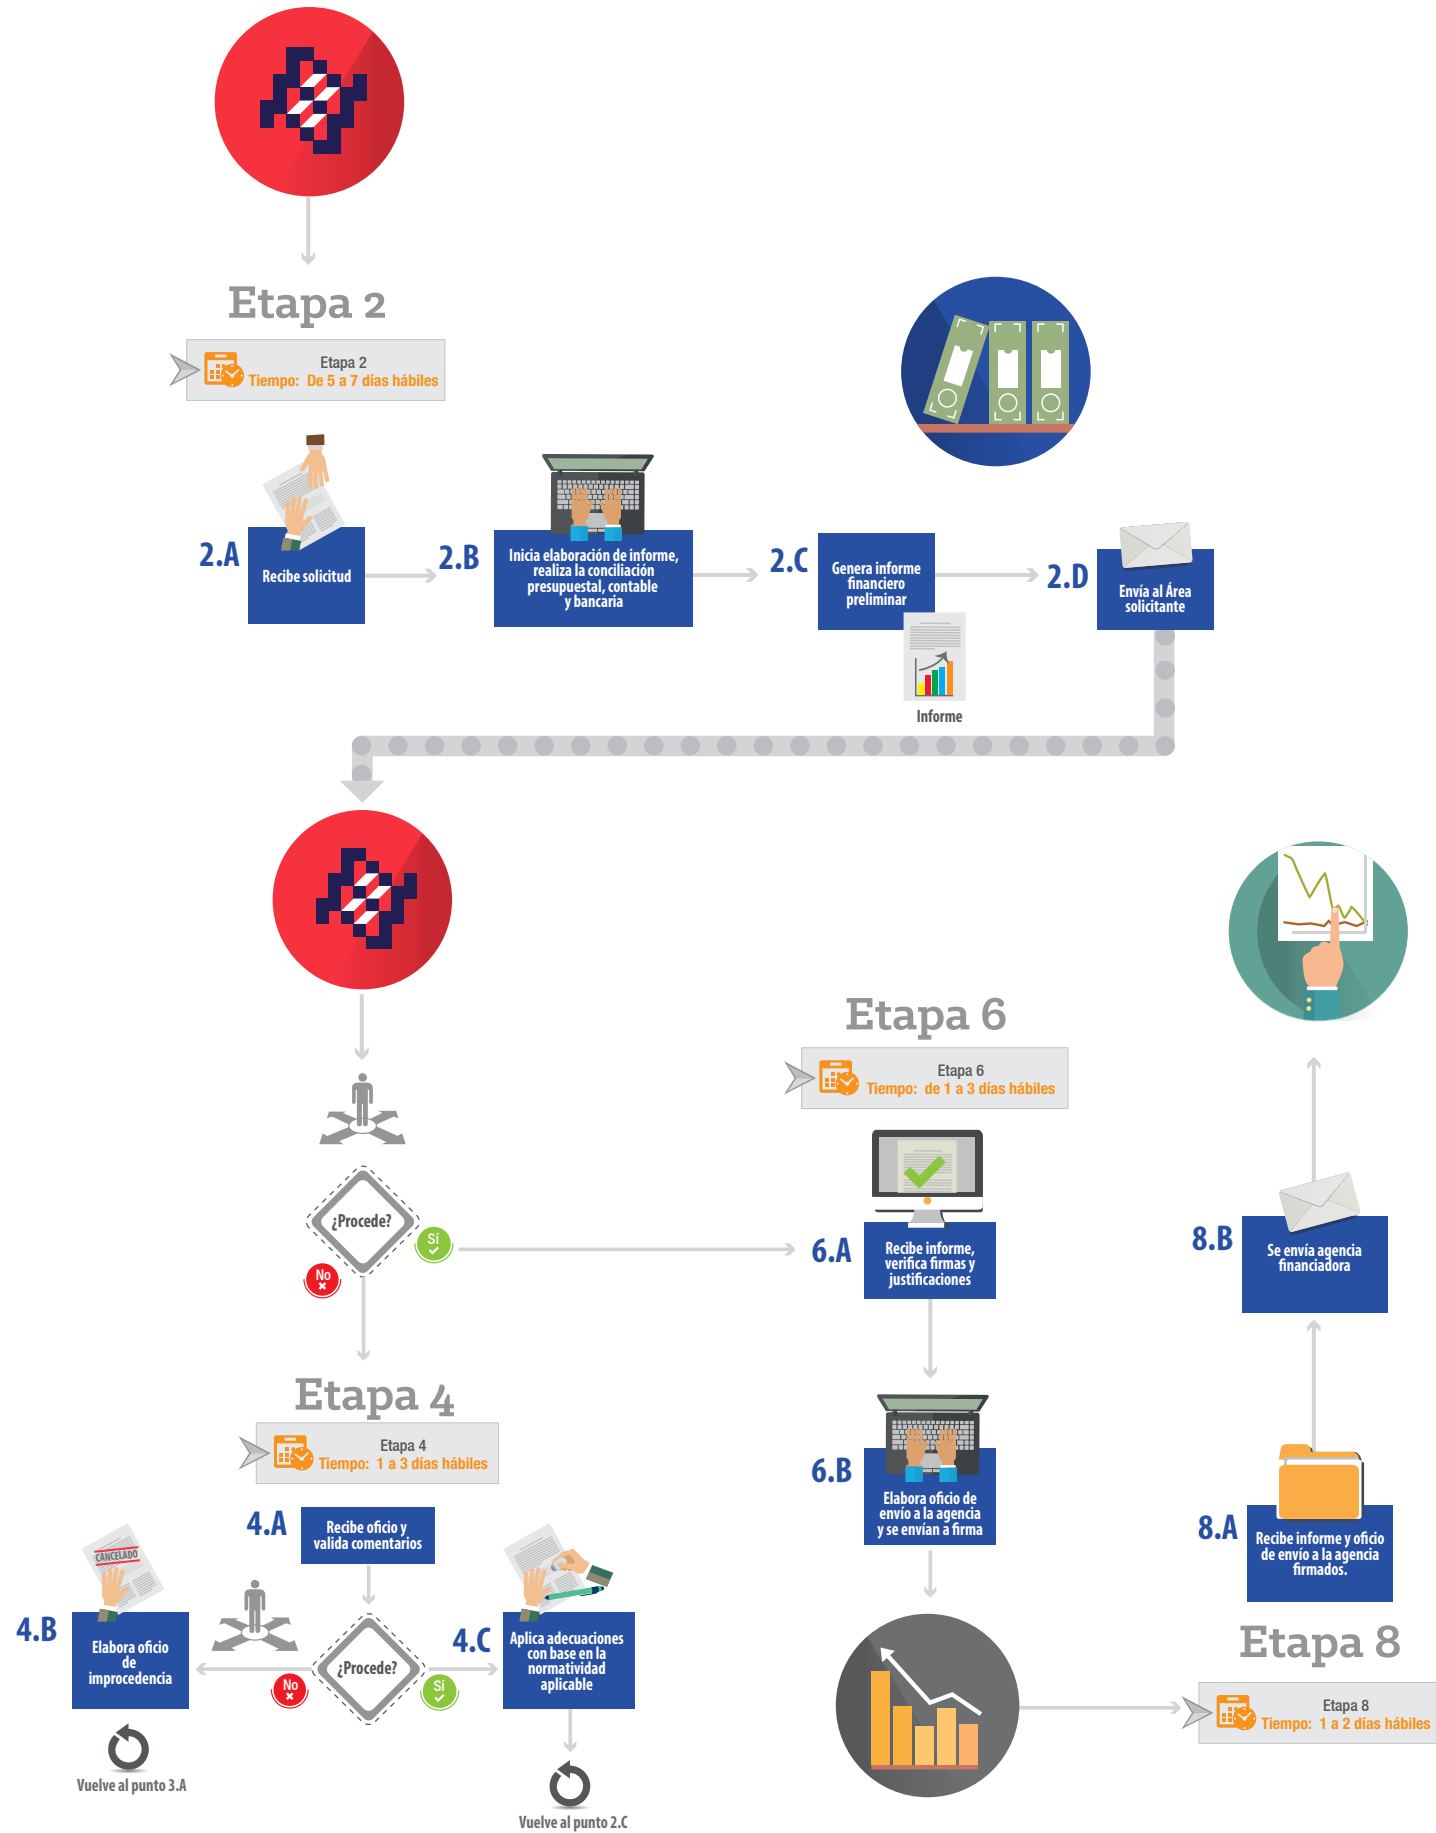 Etapa 2
Etapa 2
Tiempo: De 5 a 7 días hábiles
2.A
Recibe solicitud
2.B
Inicia elaboración de informe,
realiza la conciliación
presupuestal, contable
y bancaria
2.C
Genera informe
financiero
preliminar
Informe
2.D
Envía al Área
solicitante
¿Procede?
Sí
No
Etapa 4
Etapa 4
Tiempo: 1 a 3 días hábiles
4.A
Recibe oficio y
valida comentarios
¿Procede?
No
Sí
CANCELADO
4.B
Elabora oficio
de
improcedencia
Vuelve al punto 3.A
4.C
Aplica adecuaciones
con base en la
normatividad
aplicable
Vuelve al punto 2.C
Etapa 6
Etapa 6
Tiempo: de 1 a 3 días hábiles
6.A
Recibe informe,
verifica firmas y
justificaciones
6.B
Elabora oficio de
envío a la agencia
y se envían a firma
Etapa 8
Etapa 8
Tiempo: 1 a 2 días hábiles
8.A
Recibe informe y oficio
de envío a la agencia
firmados.
8.B
Se envía agencia
financiadora